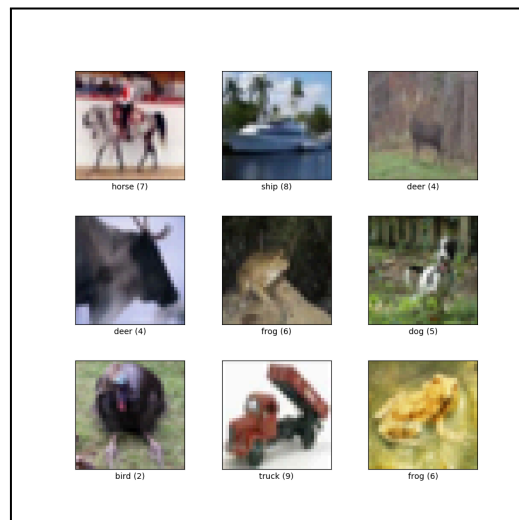 horse (7)
ship (8)
deer (4)
deer (4)
frog (6)
dog (5)
bird (2)
truck (9)
frog (6)